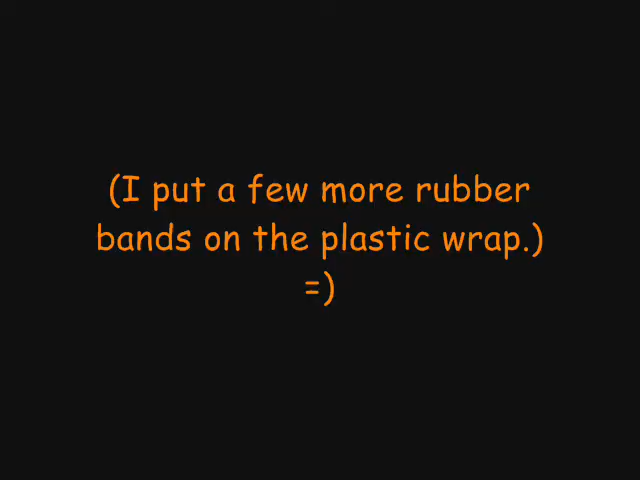 (I put a few more rubber
bands on the plastic wrap.)
=)